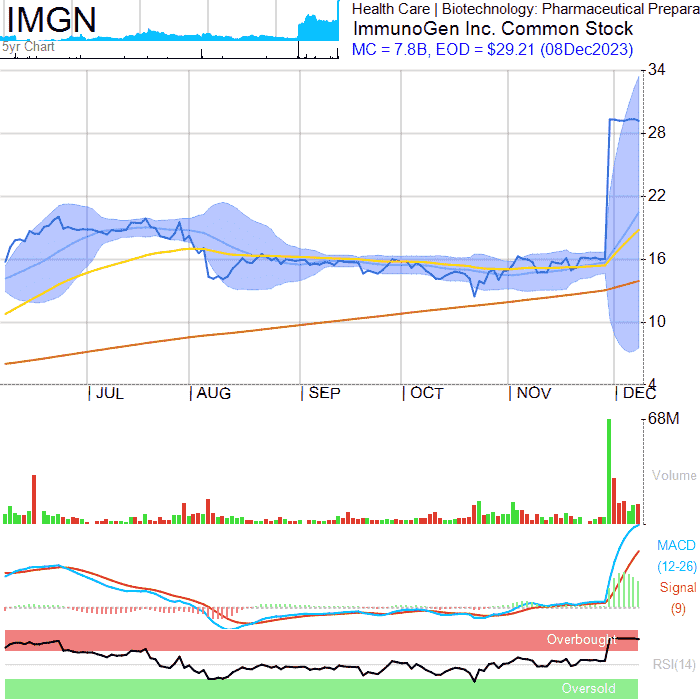 IMGN
5yr Chart
Health Care | Biotechnology: Pharmaceutical Prepara
ImmunoGen Inc. Common Stock
MC = 7.8B, EOD = $29.21 (08Dec2023)
34
28
22
16
10
4
JUL
AUG
SEP
OCT
NOV
DEC
68M
Volume
MACD
(12-26)
Signal
(9)
Overbought
RSI(14)
Oversold